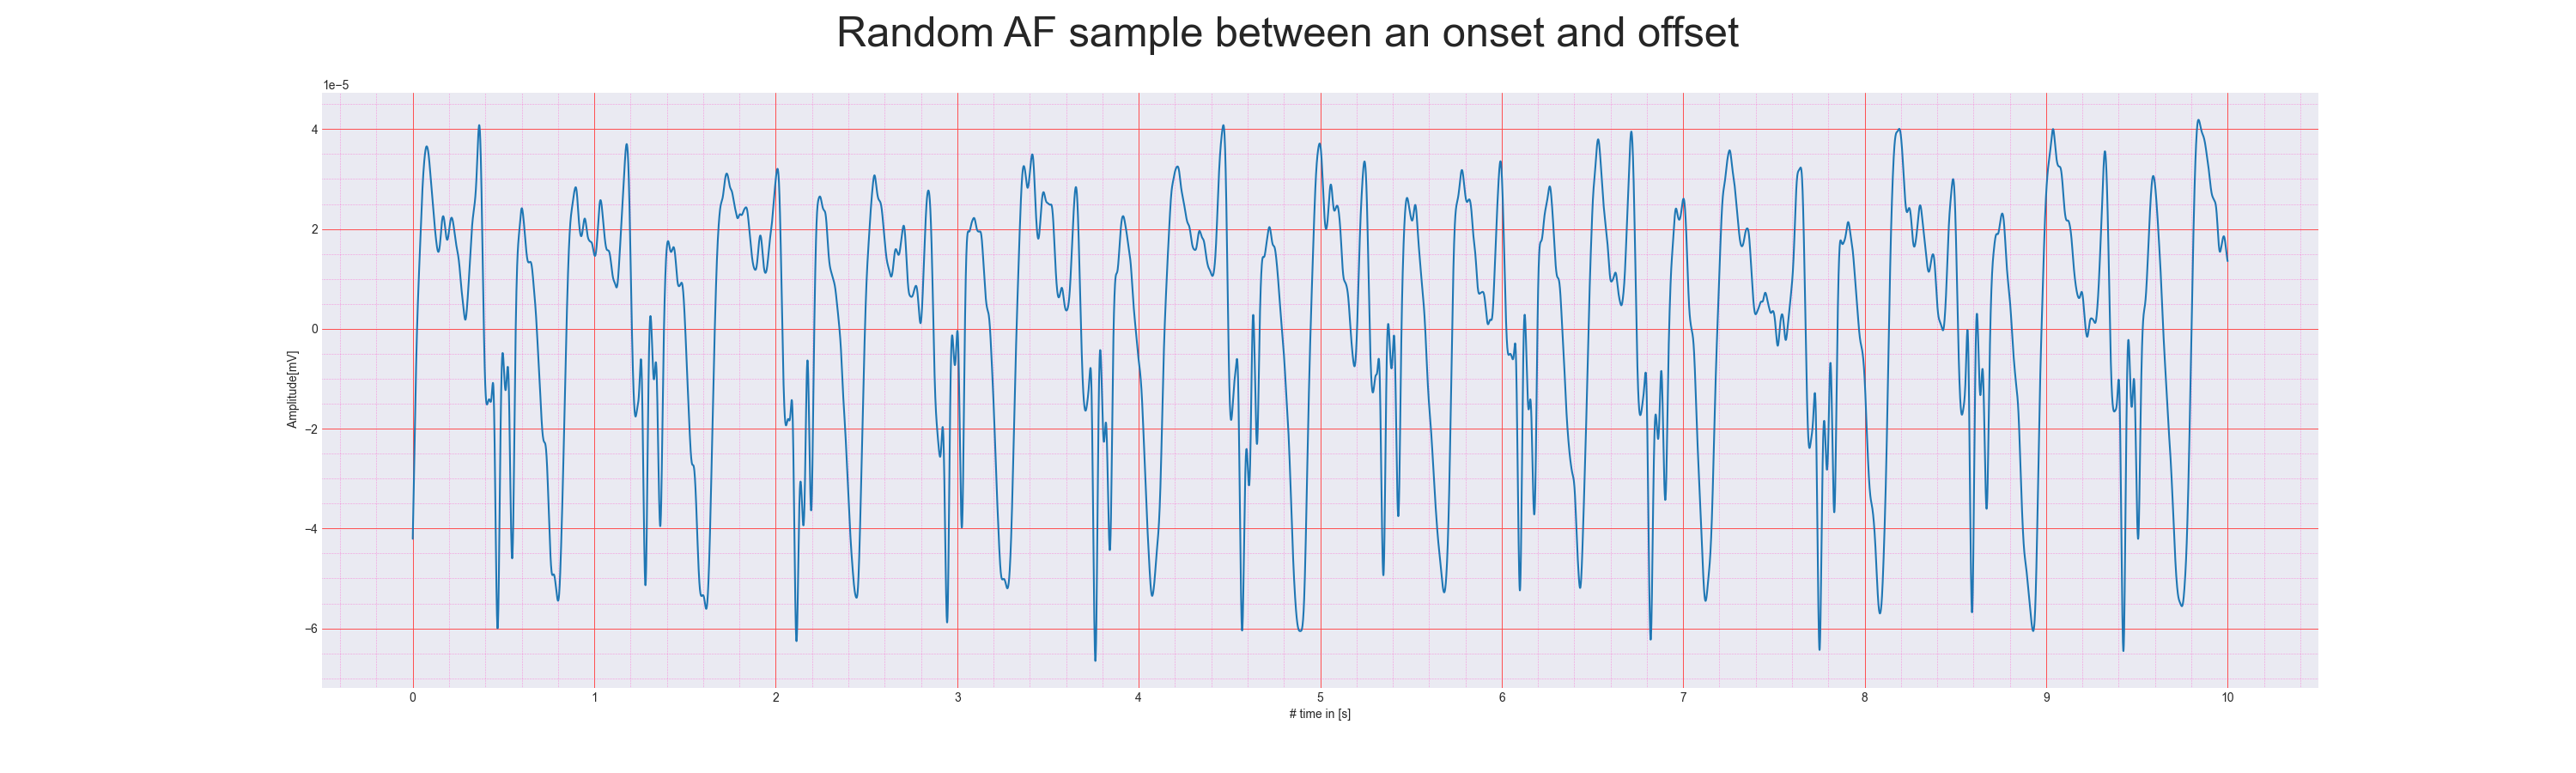 Random AF sample between an onset and offset
1e−5
4
2
0
−2
−4
−6
Amplitude[mV]
0 1 2 3 4 5 6 7 8 9 10
# time in [s]